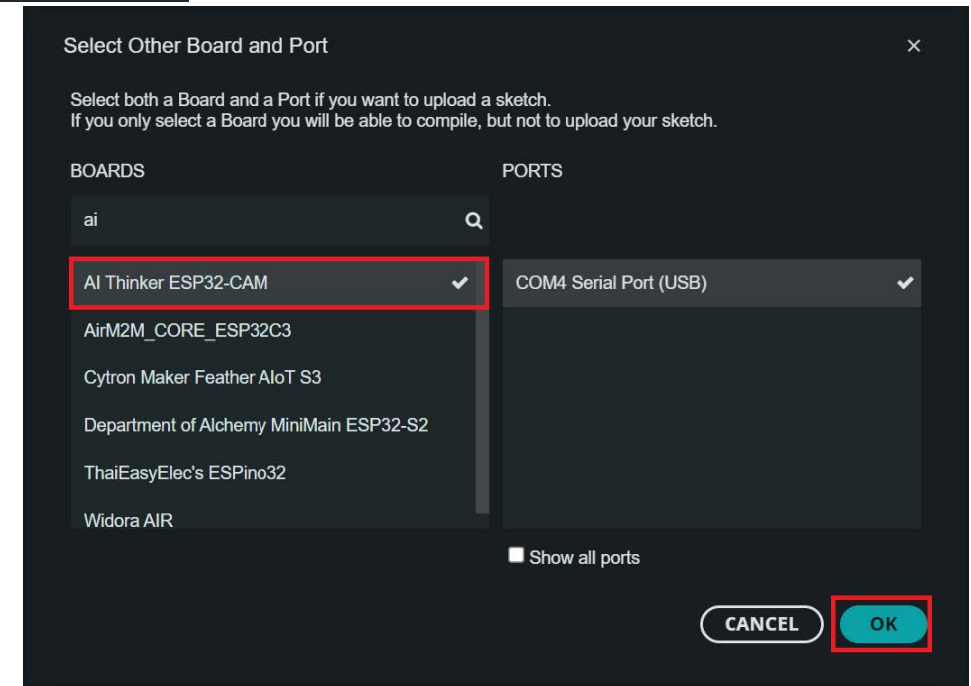 Select Other Board and Port
Select both a Board and a Port if you want to upload a sketch.
If you only select a Board you will be able to compile, but not to upload your sketch.
BOARDS
PORTS
ai
AI Thinker ESP32-CAM
COM4 Serial Port (USB)
AirM2M_CORE_ESP32C3
Cytron Maker Feather AIoT S3
Department of Alchemy MiniMain ESP32-S2
ThaiEasyElec's ESPino32
Widora AIR
Show all ports
CANCEL
OK